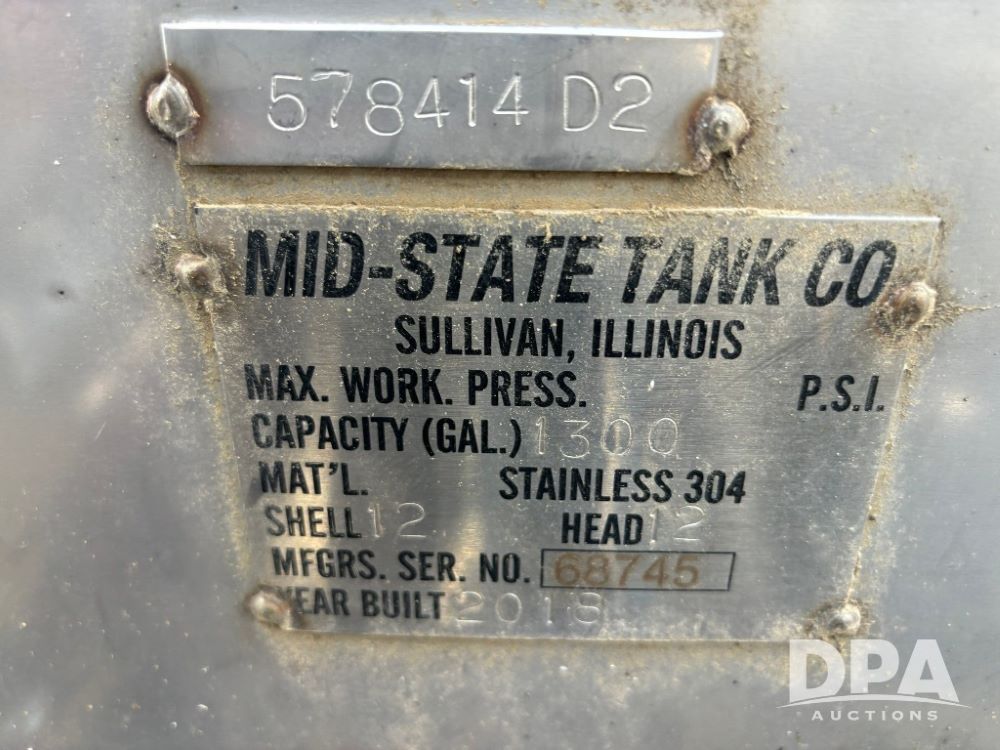 578414 D2
MID-STATE TANK CO
SULLIVAN, ILLINOIS
MAX. WORK. PRESS. P.S.I.
CAPACITY (GAL.) 1300
MAT'L. STAINLESS 304
SHELL 12 HEAD 12
MFGRS. SER. NO. 68745
YEAR BUILT 2018
DPA
AUCTIONS